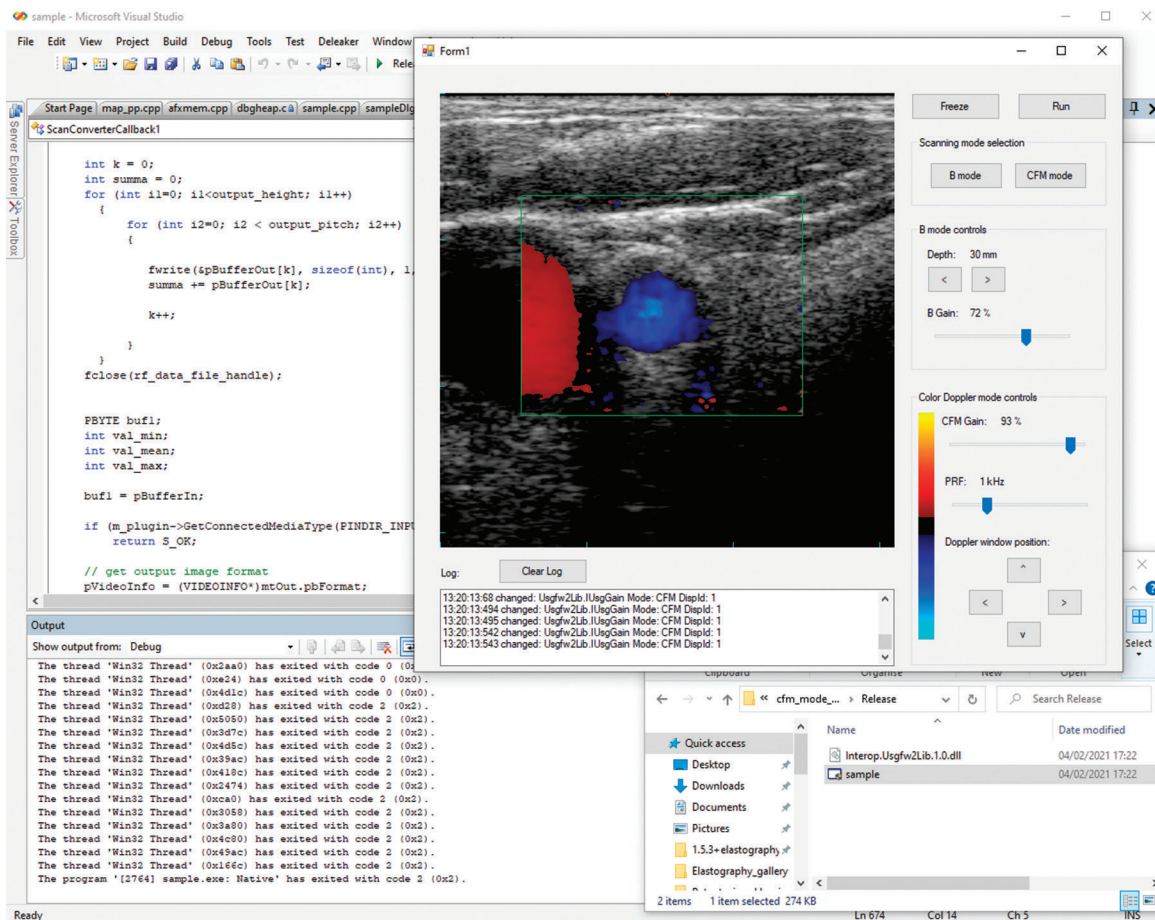 sample - Microsoft Visual Studio
File Edit View Project Build Debug Tools Test Deleaker Window
Start Page map_pp.cpp afxmem.cpp dbgheap.c sample.cpp
ScanConverterCallback1
Server Explorer
Toolbox
int k = 0;
int summa = 0;
for (int i1=0; i1<output_height; i1++)
{
for (int i2=0; i2 < output_pitch; i2++)
{
fwrite(&pBufferOut[k], sizeof(int), 1,
summa += pBufferOut[k];
k++;
}
}
fclose(rf_data_file_handle);
PBYTE buf1;
int val_min;
int val_mean;
int val_max;
buf1 = pBufferIn;
if (m_plugin->GetConnectedMediaType(PINDIR_INPU
return S_OK;
// get output image format
pVideoInfo = (VIDEOINFO*)mtOut.pbFormat;
Output
Show output from: Debug
The thread 'Win32 Thread' (0x2aa0) has exited with code 0 (0x
The thread 'Win32 Thread' (0xe24) has exited with code 0 (0x0).
The thread 'Win32 Thread' (0x4d1c) has exited with code 0 (0x0).
The thread 'Win32 Thread' (0xd28) has exited with code 2 (0x2).
The thread 'Win32 Thread' (0x5050) has exited with code 2 (0x2).
The thread 'Win32 Thread' (0x3d7c) has exited with code 2 (0x2).
The thread 'Win32 Thread' (0x4d5c) has exited with code 2 (0x2).
The thread 'Win32 Thread' (0x39ac) has exited with code 2 (0x2).
The thread 'Win32 Thread' (0x418c) has exited with code 2 (0x2).
The thread 'Win32 Thread' (0x2474) has exited with code 2 (0x2).
The thread 'Win32 Thread' (0xca0) has exited with code 2 (0x2).
The thread 'Win32 Thread' (0x3058) has exited with code 2 (0x2).
The thread 'Win32 Thread' (0x3a80) has exited with code 2 (0x2).
The thread 'Win32 Thread' (0x4c80) has exited with code 2 (0x2).
The thread 'Win32 Thread' (0x49ac) has exited with code 2 (0x2).
The thread 'Win32 Thread' (0x166c) has exited with code 2 (0x2).
The program '[2764] sample.exe: Native' has exited with code 2 (0x2).
Ready
Form1
Freeze Run
Scanning mode selection
B mode CFM mode
B mode controls
Depth: 30 mm
< >
B Gain: 72 %
Color Doppler mode controls
CFM Gain: 93 %
PRF: 1 kHz
Doppler window position:
^
< >
v
Log: Clear Log
13:20:13:68 changed: Usgfw2Lib.IUsgGain Mode: CFM DispId: 1
13:20:13:494 changed: Usgfw2Lib.IUsgGain Mode: CFM DispId: 1
13:20:13:495 changed: Usgfw2Lib.IUsgGain Mode: CFM DispId: 1
13:20:13:542 changed: Usgfw2Lib.IUsgGain Mode: CFM DispId: 1
13:20:13:543 changed: Usgfw2Lib.IUsgGain Mode: CFM DispId: 1
Select
Clipboard Organise New Open
« cfm_mode_... > Release
Search Release
Quick access
Desktop
Downloads
Documents
Pictures
1.5.3+elastography
Elastography_gallery
Name Date modified
Interop.Usgfw2Lib.1.0.dll 04/02/2021 17:22
sample 04/02/2021 17:22
2 items 1 item selected 274 KB
Ln 674 Col 14 Ch 5 INS